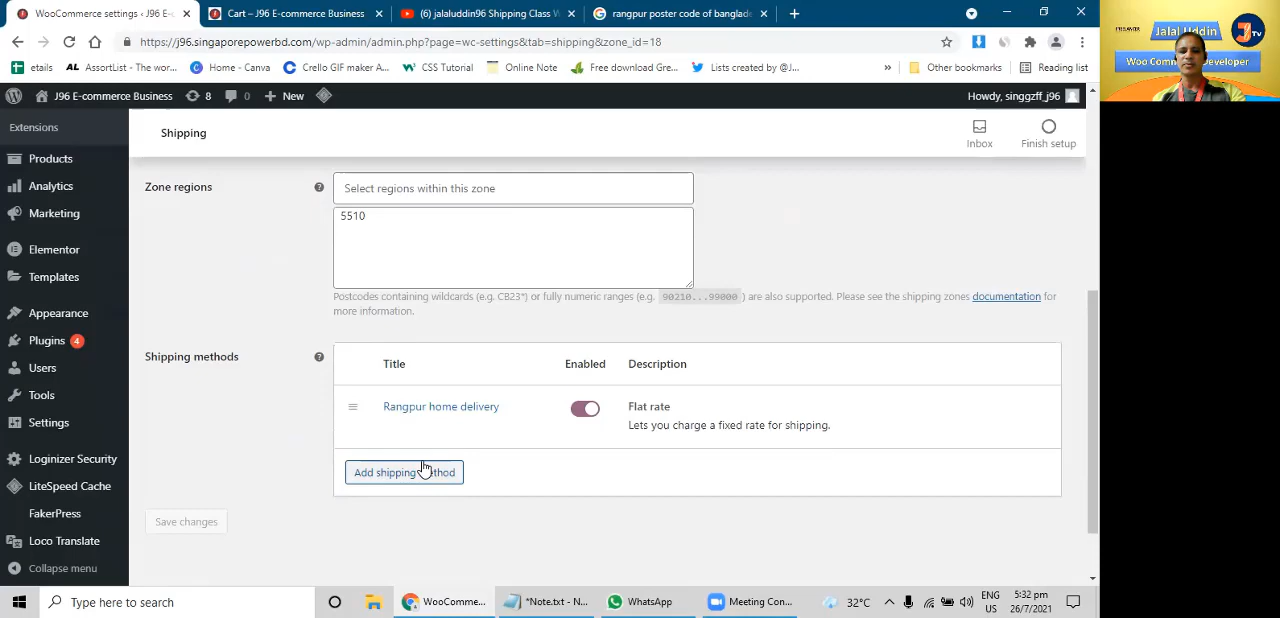 WooCommerce settings ‹ J96 E-co
Cart – J96 E-commerce Business
(6) jalaluddin96 Shipping Class W
rangpur poster code of banglade
https://j96.singaporepowerbd.com/wp-admin/admin.php?page=wc-settings&tab=shipping&zone_id=18
etails
AL AssortList - The wor...
Home - Canva
Crello GIF maker A...
CSS Tutorial
Online Note
Free download Gre...
Lists created by @J...
»
Other bookmarks
Reading list
J96 E-commerce Business
8
0
New
Howdy, singgzff_j96
Extensions
Products
Analytics
Marketing
Elementor
Templates
Appearance
Plugins 4
Users
Tools
Settings
Loginizer Security
LiteSpeed Cache
FakerPress
Loco Translate
Collapse menu
Shipping
Inbox
Finish setup
Zone regions
Select regions within this zone
5510
Postcodes containing wildcards (e.g. CB23*) or fully numeric ranges (e.g. 90210...99000 ) are also supported. Please see the shipping zones documentation for
more information.
Shipping methods
Title
Enabled
Description
Rangpur home delivery
Flat rate
Lets you charge a fixed rate for shipping.
Add shipping method
Save changes
Type here to search
WooComme...
*Note.txt - N...
WhatsApp
Meeting Con...
32°C
ENG
US
5:32 pm
26/7/2021
Jalal Uddin
TV